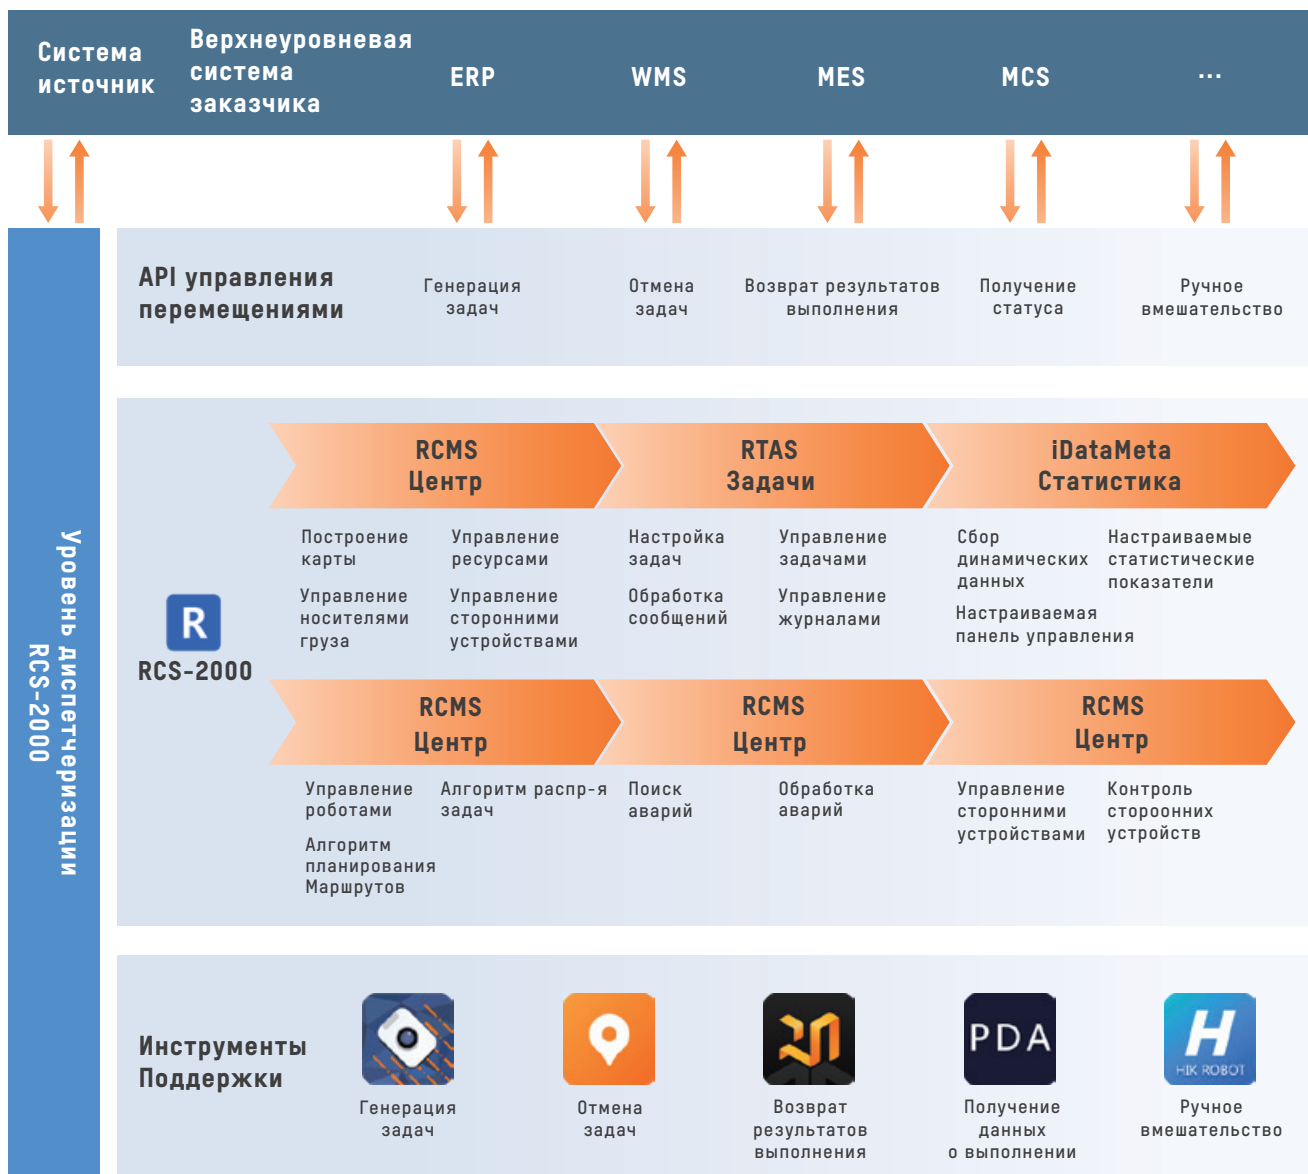 Система
источник
Верхнеуровневая
система
заказчика
ERP
WMS
MES
MCS
...
API управления
перемещениями
Генерация
задач
Отмена
задач
Возврат результатов
выполнения
Получение
статуса
Ручное
вмешательство
Уровень диспетчеризации
RCS-2000
R
RCS-2000
RCMS
Центр
RTAS
Задачи
iDataMeta
Статистика
Построение
карты
Управление
ресурсами
Управление
носителями
груза
Управление
сторонними
устройствами
Настройка
задач
Управление
задачами
Обработка
сообщений
Управление
журналами
Сбор
динамических
данных
Настраиваемые
статистические
показатели
Настраиваемая
панель управления
RCMS
Центр
RCMS
Центр
RCMS
Центр
Управление
роботами
Алгоритм распр-я
задач
Алгоритм
планирования
Маршрутов
Поиск
аварий
Обработка
аварий
Управление
сторонними
устройствами
Контроль
стороонних
устройств
Инструменты
Поддержки
Генерация
задач
Отмена
задач
Возврат
результатов
выполнения
PDA
Получение
данных
о выполнении
H
HIK ROBOT
Ручное
вмешательство